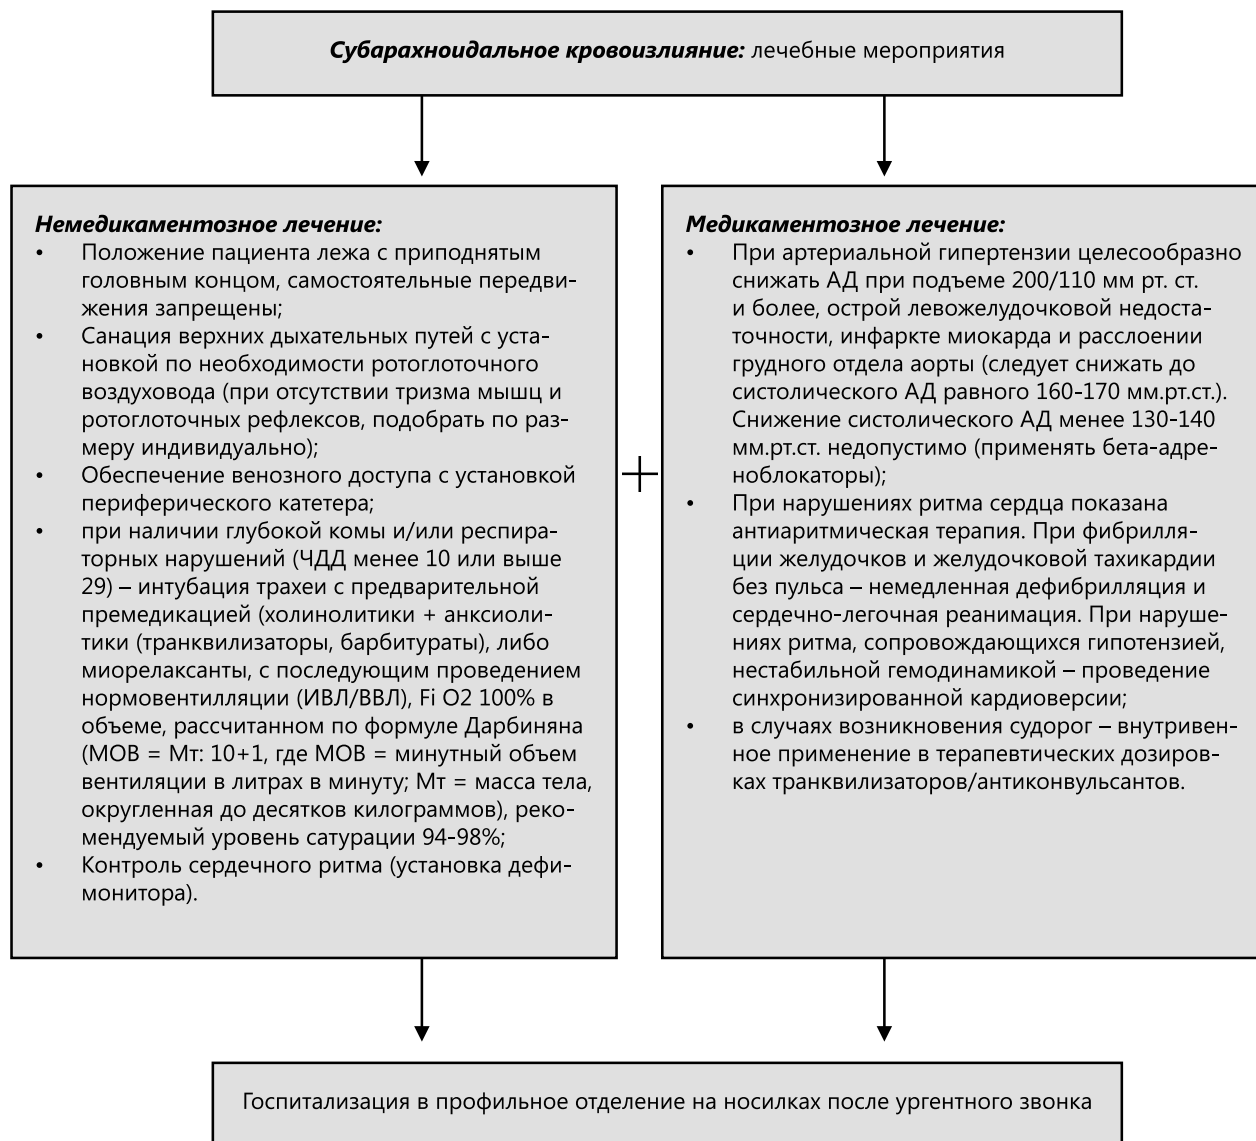 Субарахноидальное кровоизлияние: лечебные мероприятия
Немедикаментозное лечение:
• Положение пациента лежа с приподнятым
головным концом, самостоятельные передви-
жения запрещены;
• Санация верхних дыхательных путей с уста-
новкой по необходимости ротоглоточного
воздуховода (при отсутствии тризма мышц и
ротоглоточных рефлексов, подобрать по раз-
меру индивидуально);
• Обеспечение венозного доступа с установкой
периферического катетера;
• при наличии глубокой комы и/или респира-
торных нарушений (ЧДД менее 10 или выше
29) – интубация трахеи с предварительной
премедикацией (холинолитики + анксиоли-
тики (транквилизаторы, барбитураты), либо
миорелаксанты, с последующим проведением
нормовентилляции (ИВЛ/ВВЛ), Fi O2 100% в
объеме, рассчитанном по формуле Дарбиняна
(МОВ = Мт: 10+1, где МОВ = минутный объем
вентиляции в литрах в минуту; Мт = масса тела,
округленная до десятков килограммов), реко-
мендуемый уровень сатурации 94-98%;
• Контроль сердечного ритма (установка дефи-
монитора).
+
Медикаментозное лечение:
• При артериальной гипертензии целесообразно
снижать АД при подъеме 200/110 мм рт. ст.
и более, острой левожелудочковой недоста-
точности, инфаркте миокарда и расслоении
грудного отдела аорты (следует снижать до
систолического АД равного 160-170 мм.рт.ст.).
Снижение систолического АД менее 130-140
мм.рт.ст. недопустимо (применять бета-адре-
ноблокаторы);
• При нарушениях ритма сердца показана
антиаритмическая терапия. При фибрилля-
ции желудочков и желудочковой тахикардии
без пульса – немедленная дефибрилляция и
сердечно-легочная реанимация. При наруше-
ниях ритма, сопровождающихся гипотензией,
нестабильной гемодинамикой – проведение
синхронизированной кардиоверсии;
• в случаях возникновения судорог – внутривен-
ное применение в терапевтических дозиров-
ках транквилизаторов/антиконвульсантов.
Госпитализация в профильное отделение на носилках после ургентного звонка